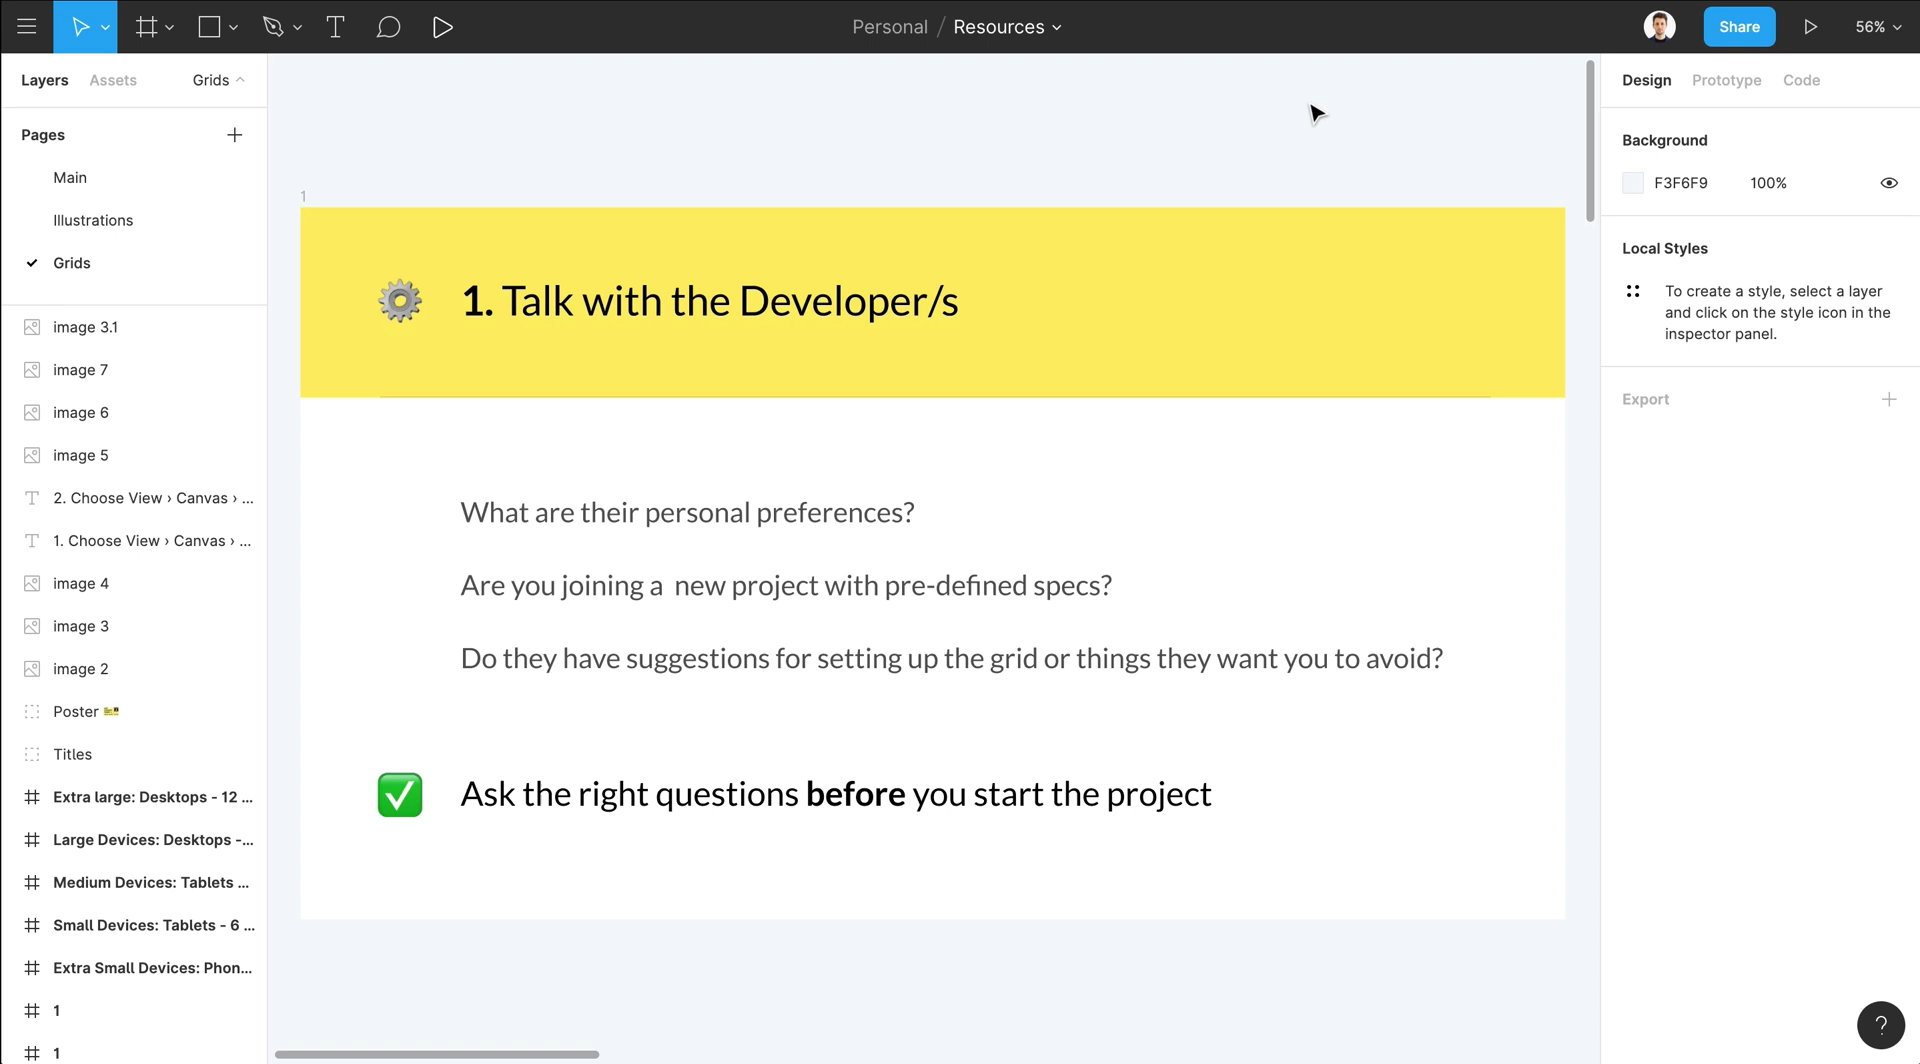 Personal / Resources
Share
56%
Layers
Assets
Grids
Pages
Main
Illustrations
Grids
image 3.1
image 7
image 6
image 5
2. Choose View › Canvas › ...
1. Choose View › Canvas › ...
image 4
image 3
image 2
Poster
Titles
Extra large: Desktops - 12 ...
Large Devices: Desktops -...
Medium Devices: Tablets ...
Small Devices: Tablets - 6 ...
Extra Small Devices: Phon...
1
1
1
1. Talk with the Developer/s
What are their personal preferences?
Are you joining a  new project with pre-defined specs?
Do they have suggestions for setting up the grid or things they want you to avoid?
Ask the right questions before you start the project
Design
Prototype
Code
Background
F3F6F9
100%
Local Styles
To create a style, select a layer
and click on the style icon in the
inspector panel.
Export
?